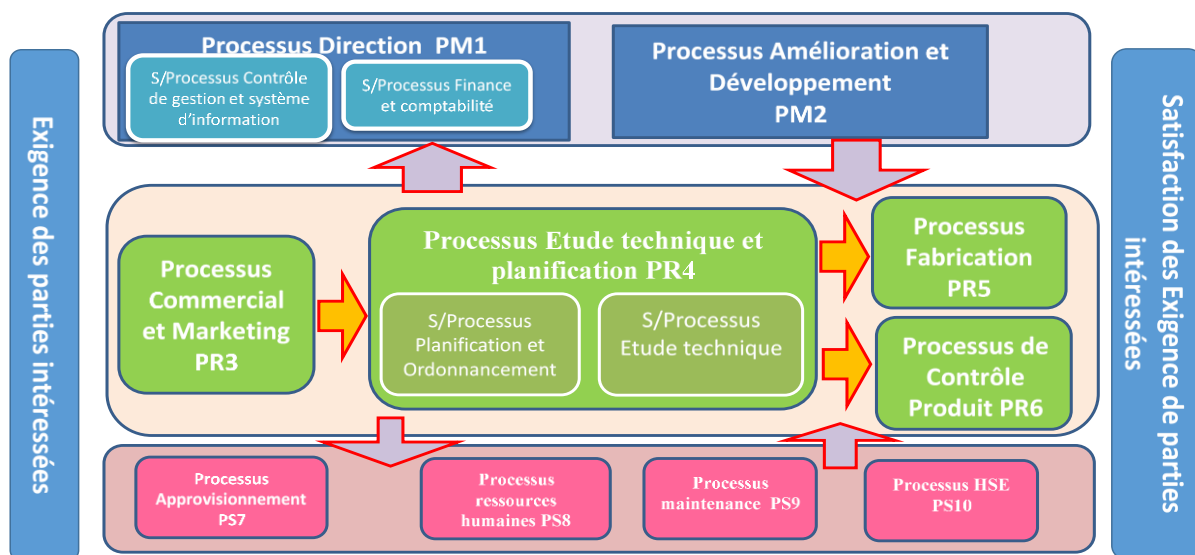 Exigence des parties intéressées
Processus Direction PM1
S/Processus Contrôle
de gestion et système
d'information
S/Processus Finance
et comptabilité
Processus Amélioration et
Développement
PM2
Processus
Commercial
et Marketing
PR3
Processus Etude technique et
planification PR4
S/Processus
Planification et
Ordonnancement
S/Processus
Etude technique
Processus
Fabrication
PR5
Processus de
Contrôle
Produit PR6
Processus
Approvisionnement
PS7
Processus
ressources
humaines PS8
Processus
maintenance PS9
Processus HSE
PS10
Satisfaction des Exigence de parties
intéressées